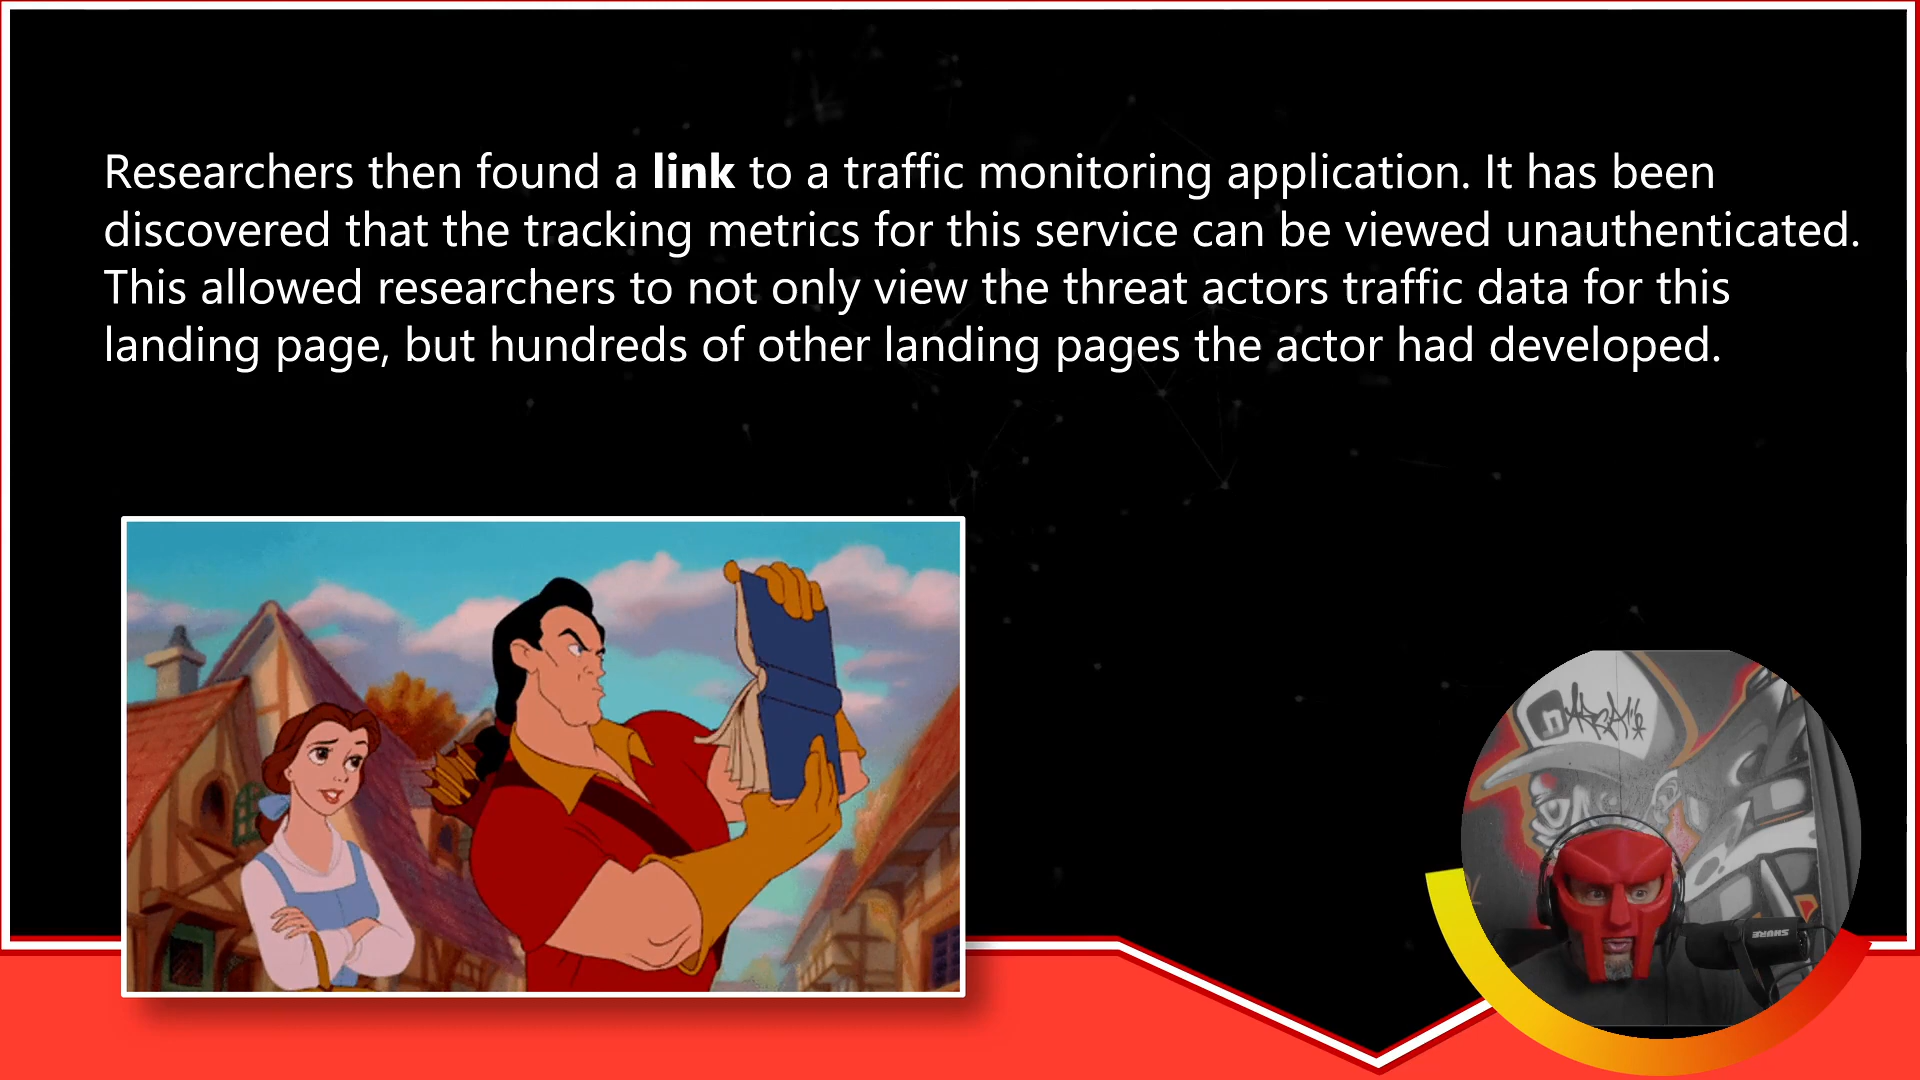 Researchers then found a link to a traffic monitoring application. It has been
discovered that the tracking metrics for this service can be viewed unauthenticated.
This allowed researchers to not only view the threat actors traffic data for this
landing page, but hundreds of other landing pages the actor had developed.
SHURE